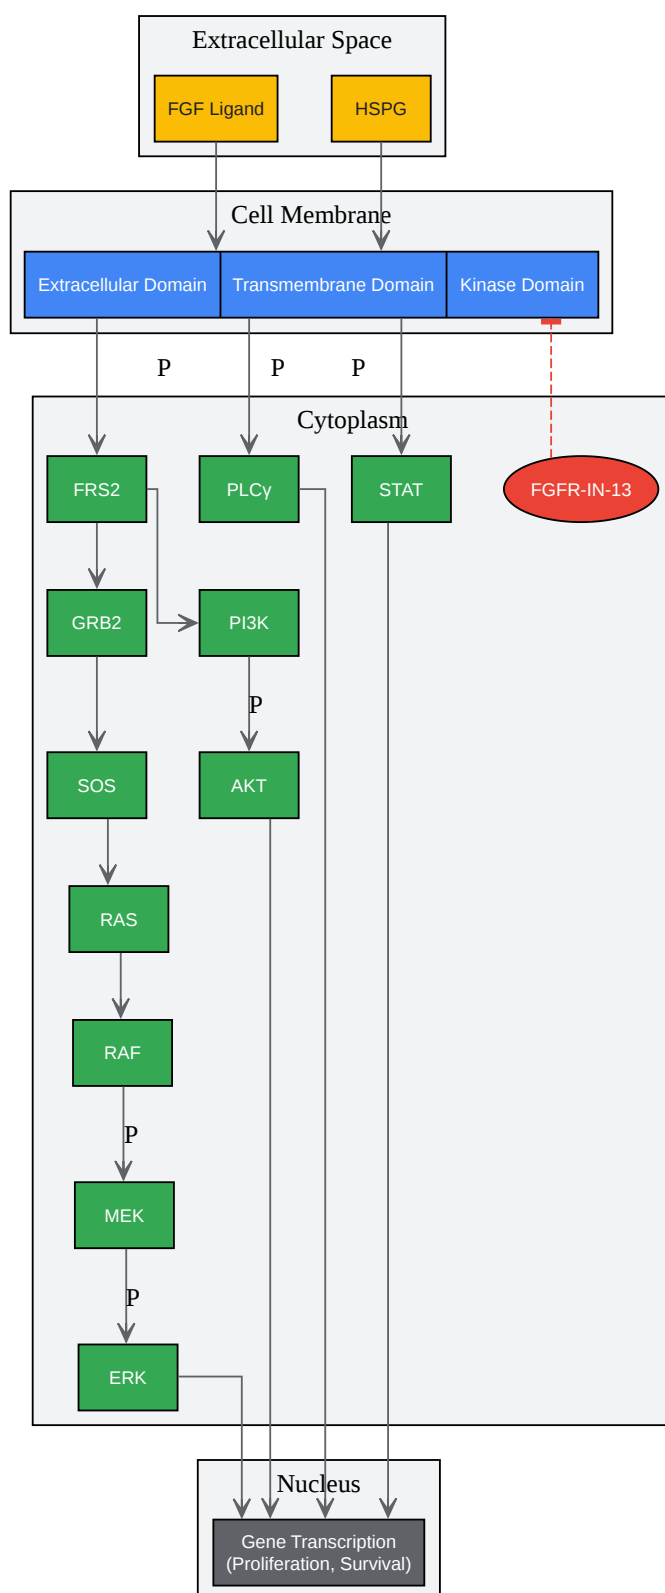 Extracellular Space
FGF Ligand
HSPG
Cell Membrane
Extracellular Domain
Transmembrane Domain
Kinase Domain
P
P
P
Cytoplasm
FRS2
PLCγ
STAT
FGFR-IN-13
GRB2
PI3K
P
SOS
AKT
RAS
RAF
P
MEK
P
ERK
Nucleus
Gene Transcription
(Proliferation, Survival)